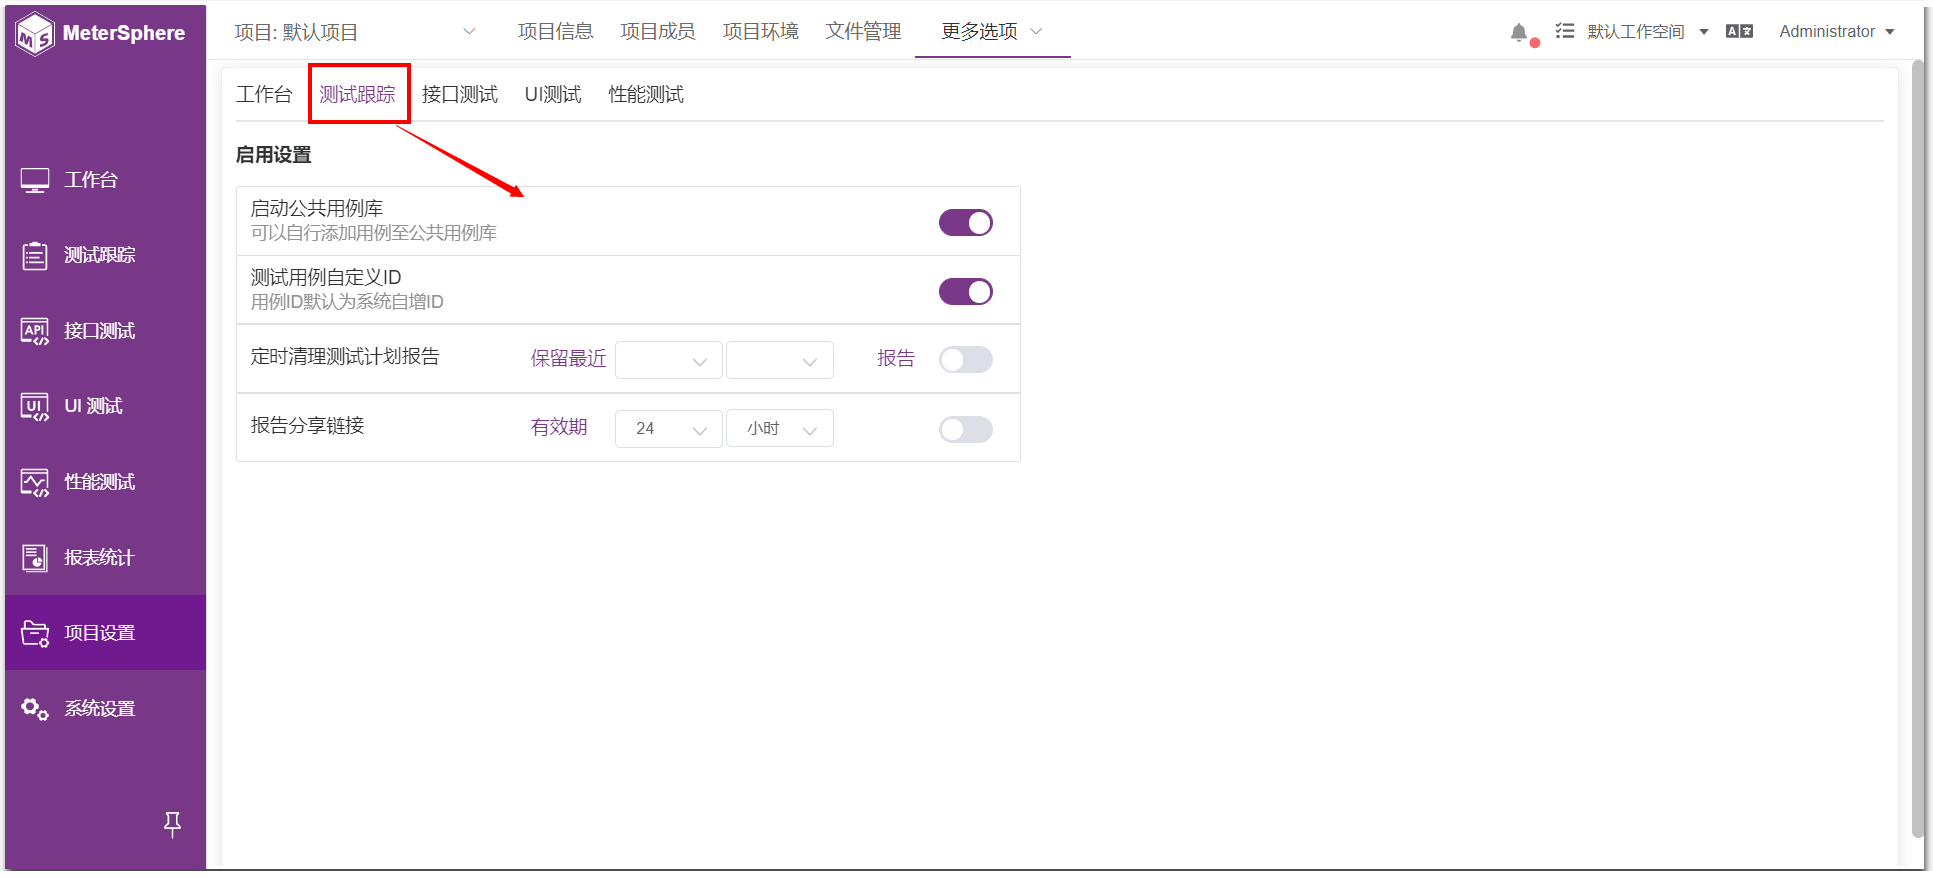 MeterSphere
项目: 默认项目
项目信息
项目成员
项目环境
文件管理
更多选项
默认工作空间
Administrator
工作台
测试跟踪
接口测试
UI 测试
性能测试
报表统计
项目设置
系统设置
工作台
测试跟踪
接口测试
UI测试
性能测试
启用设置
启动公共用例库
可以自行添加用例至公共用例库
测试用例自定义ID
用例ID默认为系统自增ID
定时清理测试计划报告 保留最近 报告
报告分享链接 有效期 24 小时